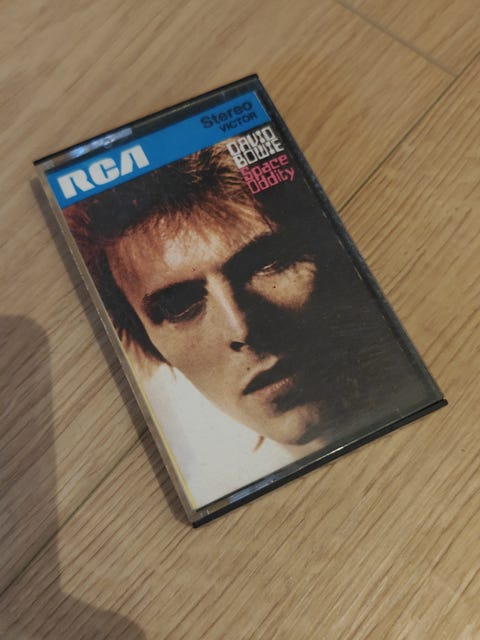 RCA
Stereo
VICTOR
DAVID
BOWIE
Space
Oddity